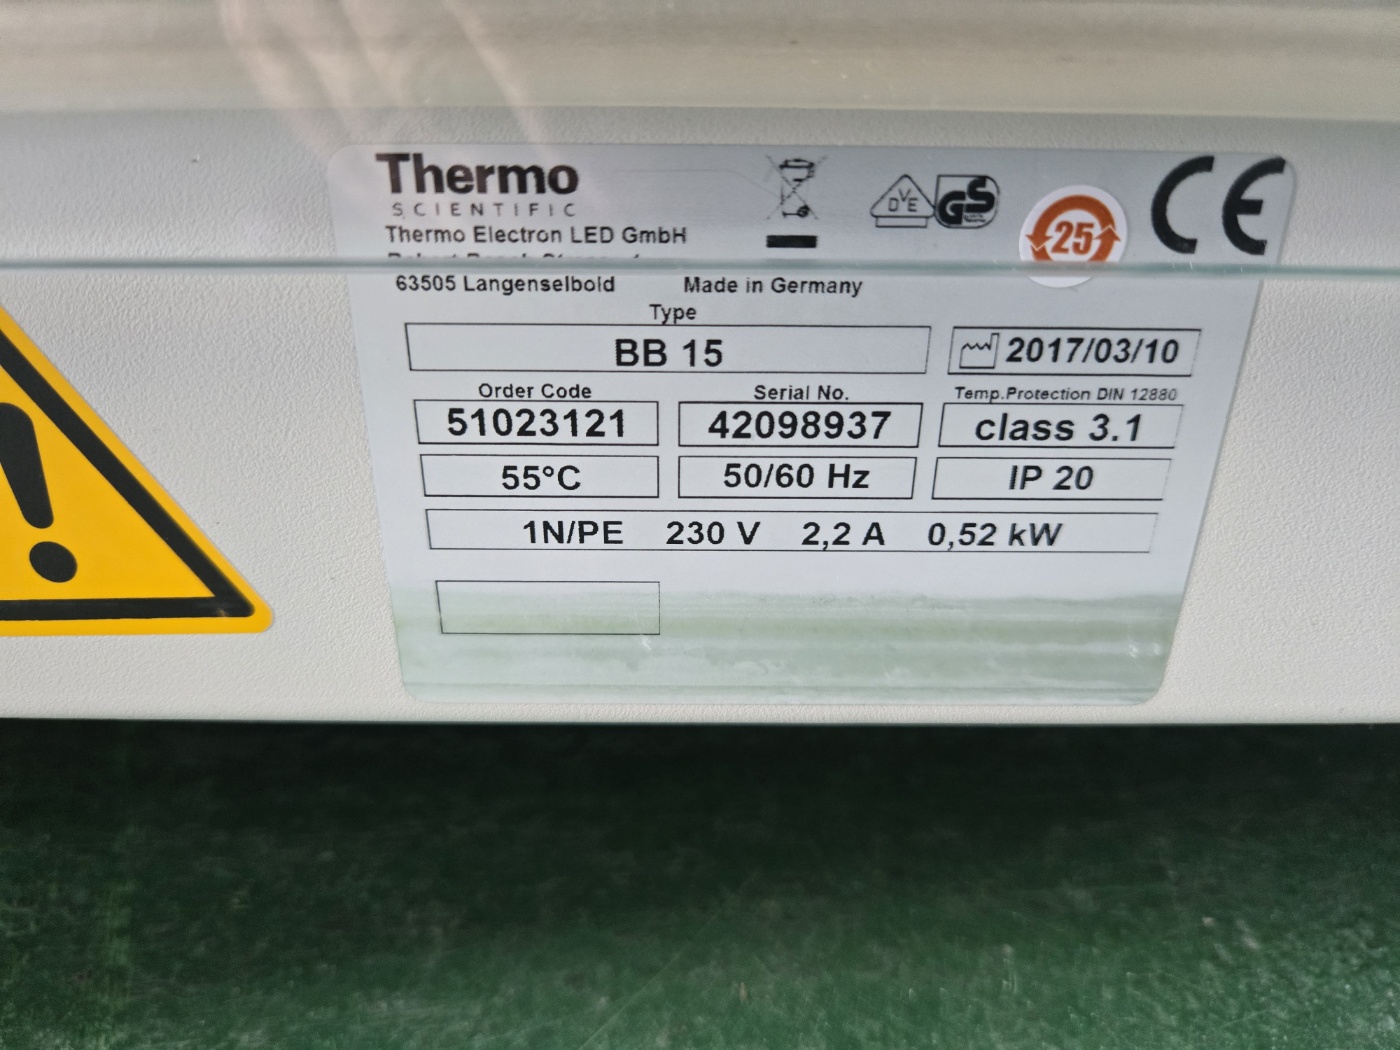 Thermo
SCIENTIFIC
Thermo Electron LED GmbH
63505 Langenselbold Made in Germany
DVE
GS
25
CE
Type
BB 15
2017/03/10
Order Code Serial No. Temp.Protection DIN 12880
51023121 42098937 class 3.1
55°C 50/60 Hz IP 20
1N/PE 230 V 2,2 A 0,52 kW